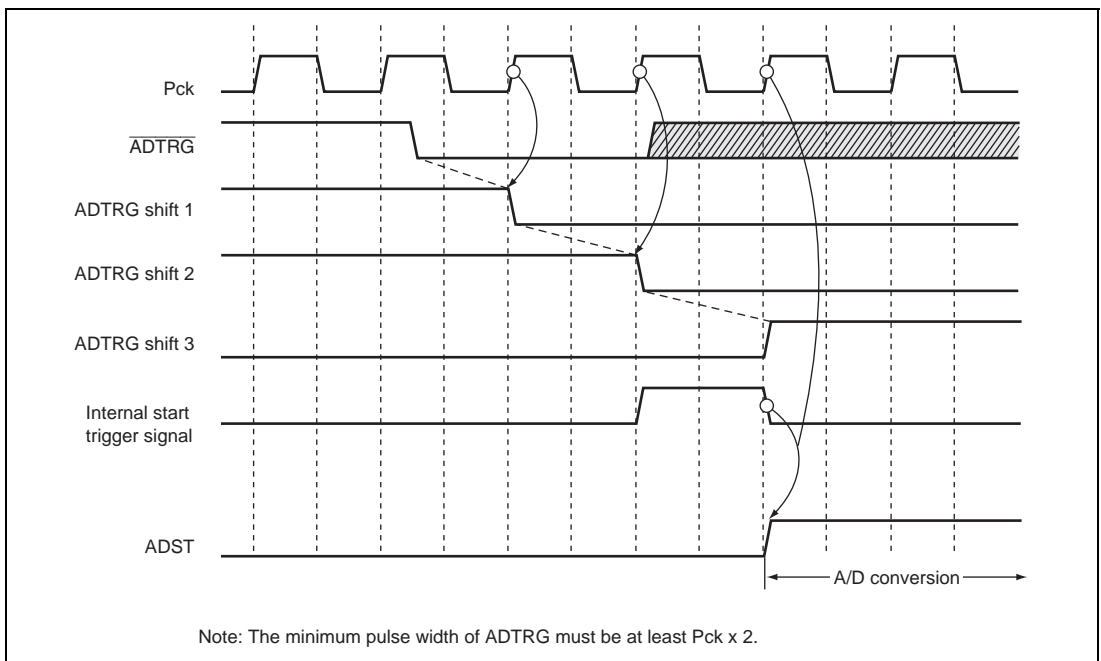 Pck
ADTRG
ADTRG shift 1
ADTRG shift 2
ADTRG shift 3
Internal start
trigger signal
ADST
A/D conversion
Note: The minimum pulse width of ADTRG must be at least Pck x 2.